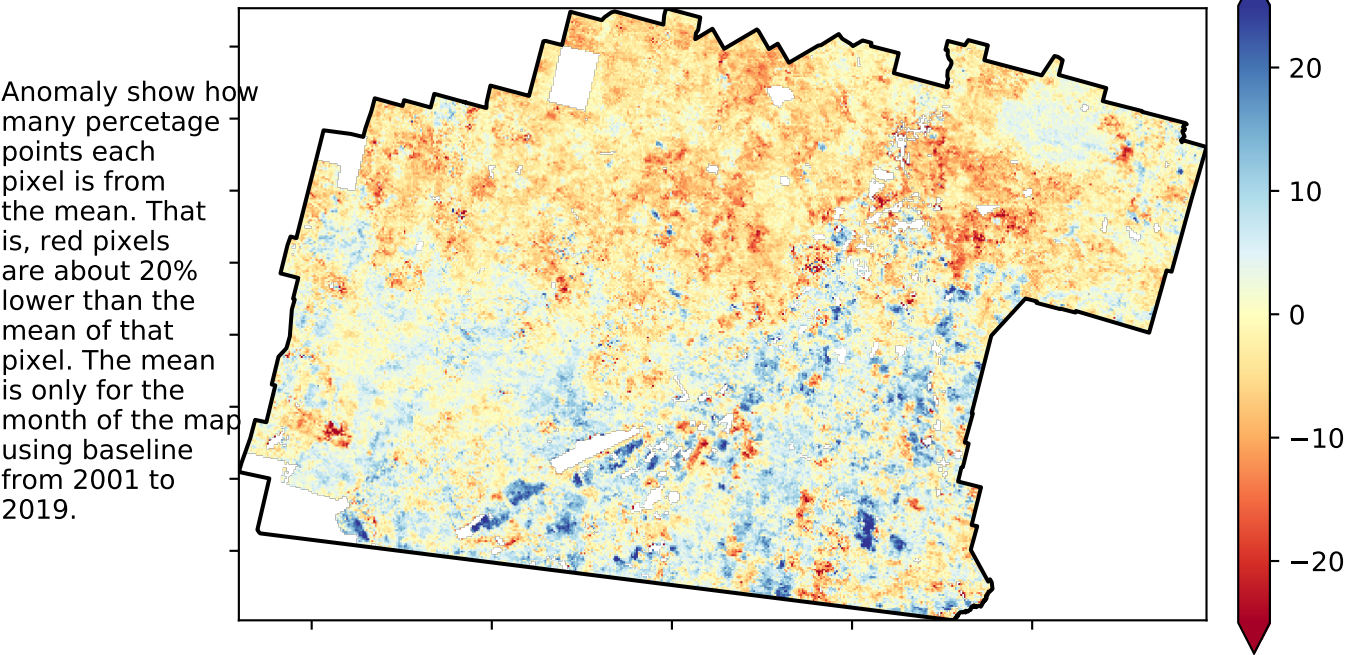 Anomaly show how
many percetage
points each
pixel is from
the mean. That
is, red pixels
are about 20%
lower than the
mean of that
pixel. The mean
is only for the
month of the map
using baseline
from 2001 to
2019.
20
10
0
−10
−20